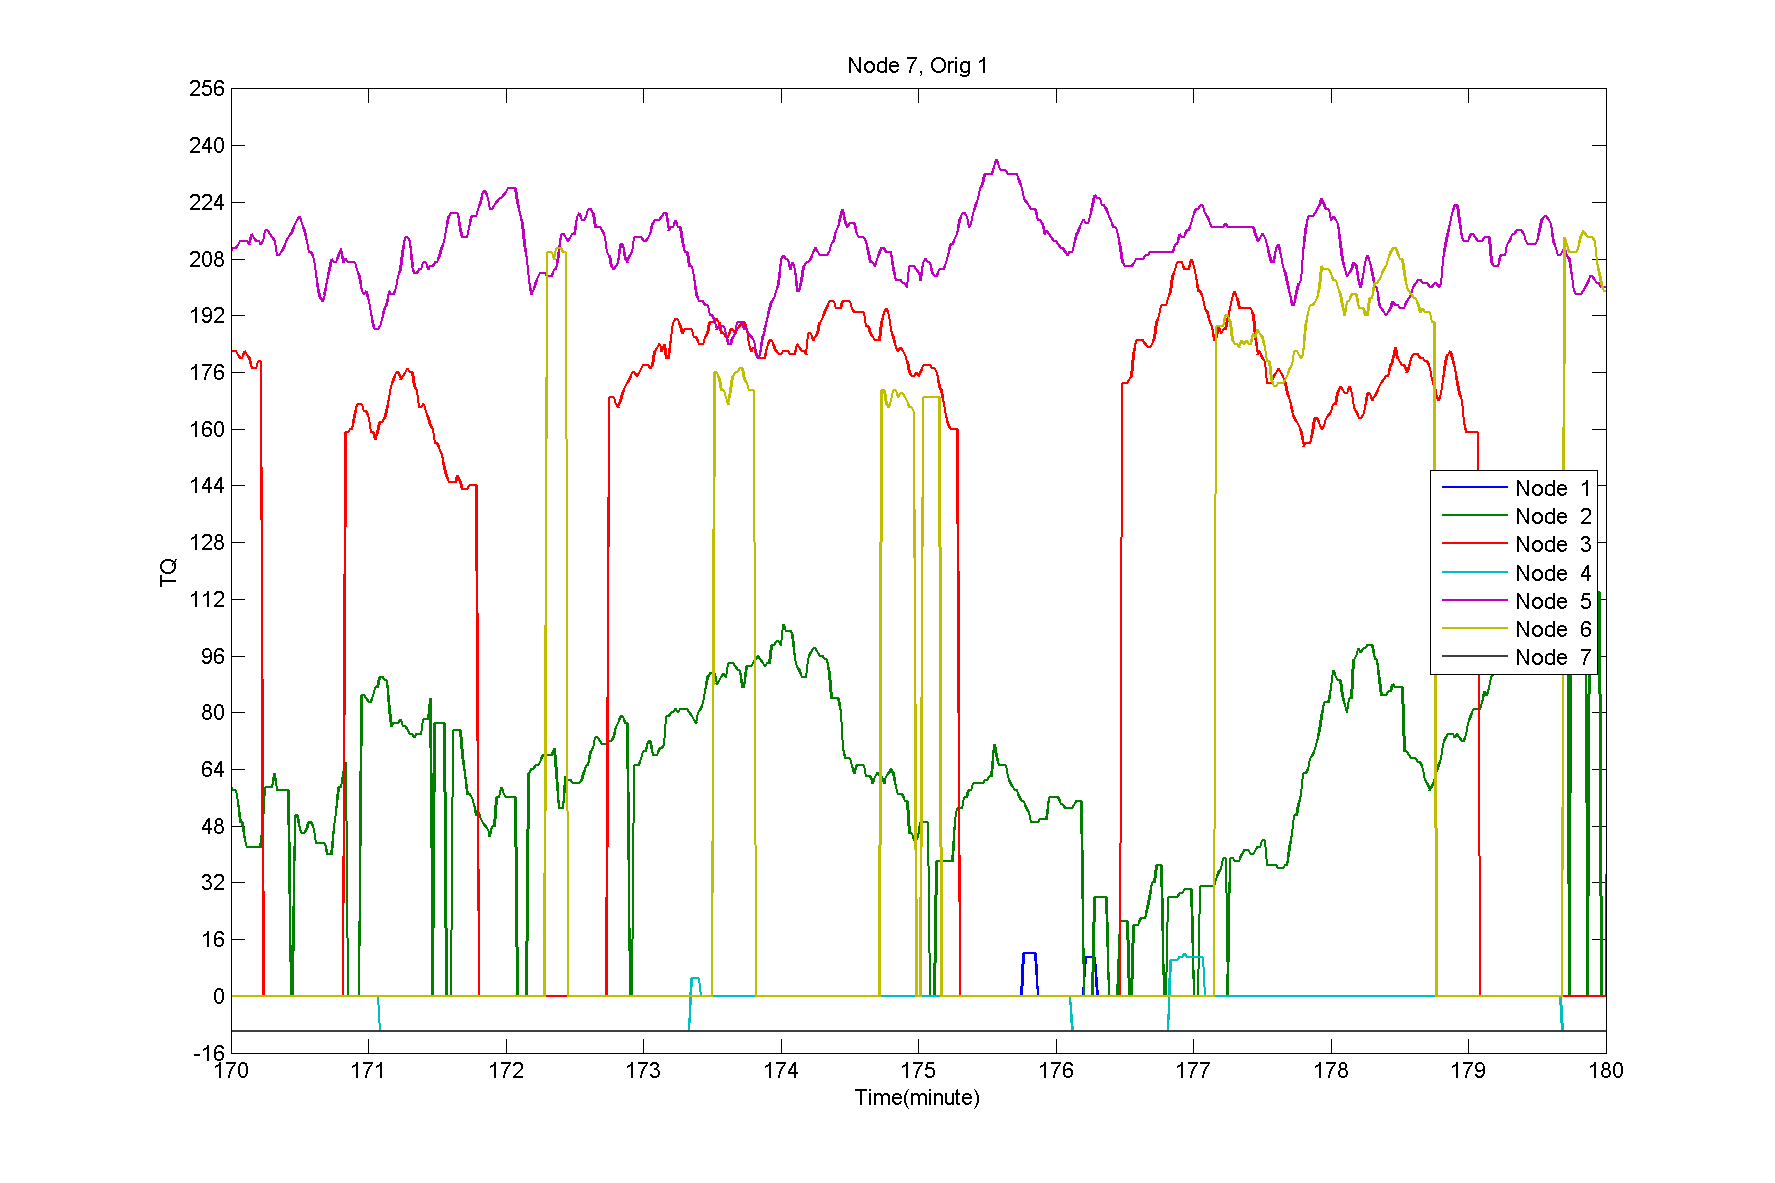 Node 7, Orig 1
256
240
224
208
192
176
160
144
128
112
96
80
64
48
32
16
0
-16
TQ
Node 1
Node 2
Node 3
Node 4
Node 5
Node 6
Node 7
170 171 172 173 174 175 176 177 178 179 180
Time(minute)